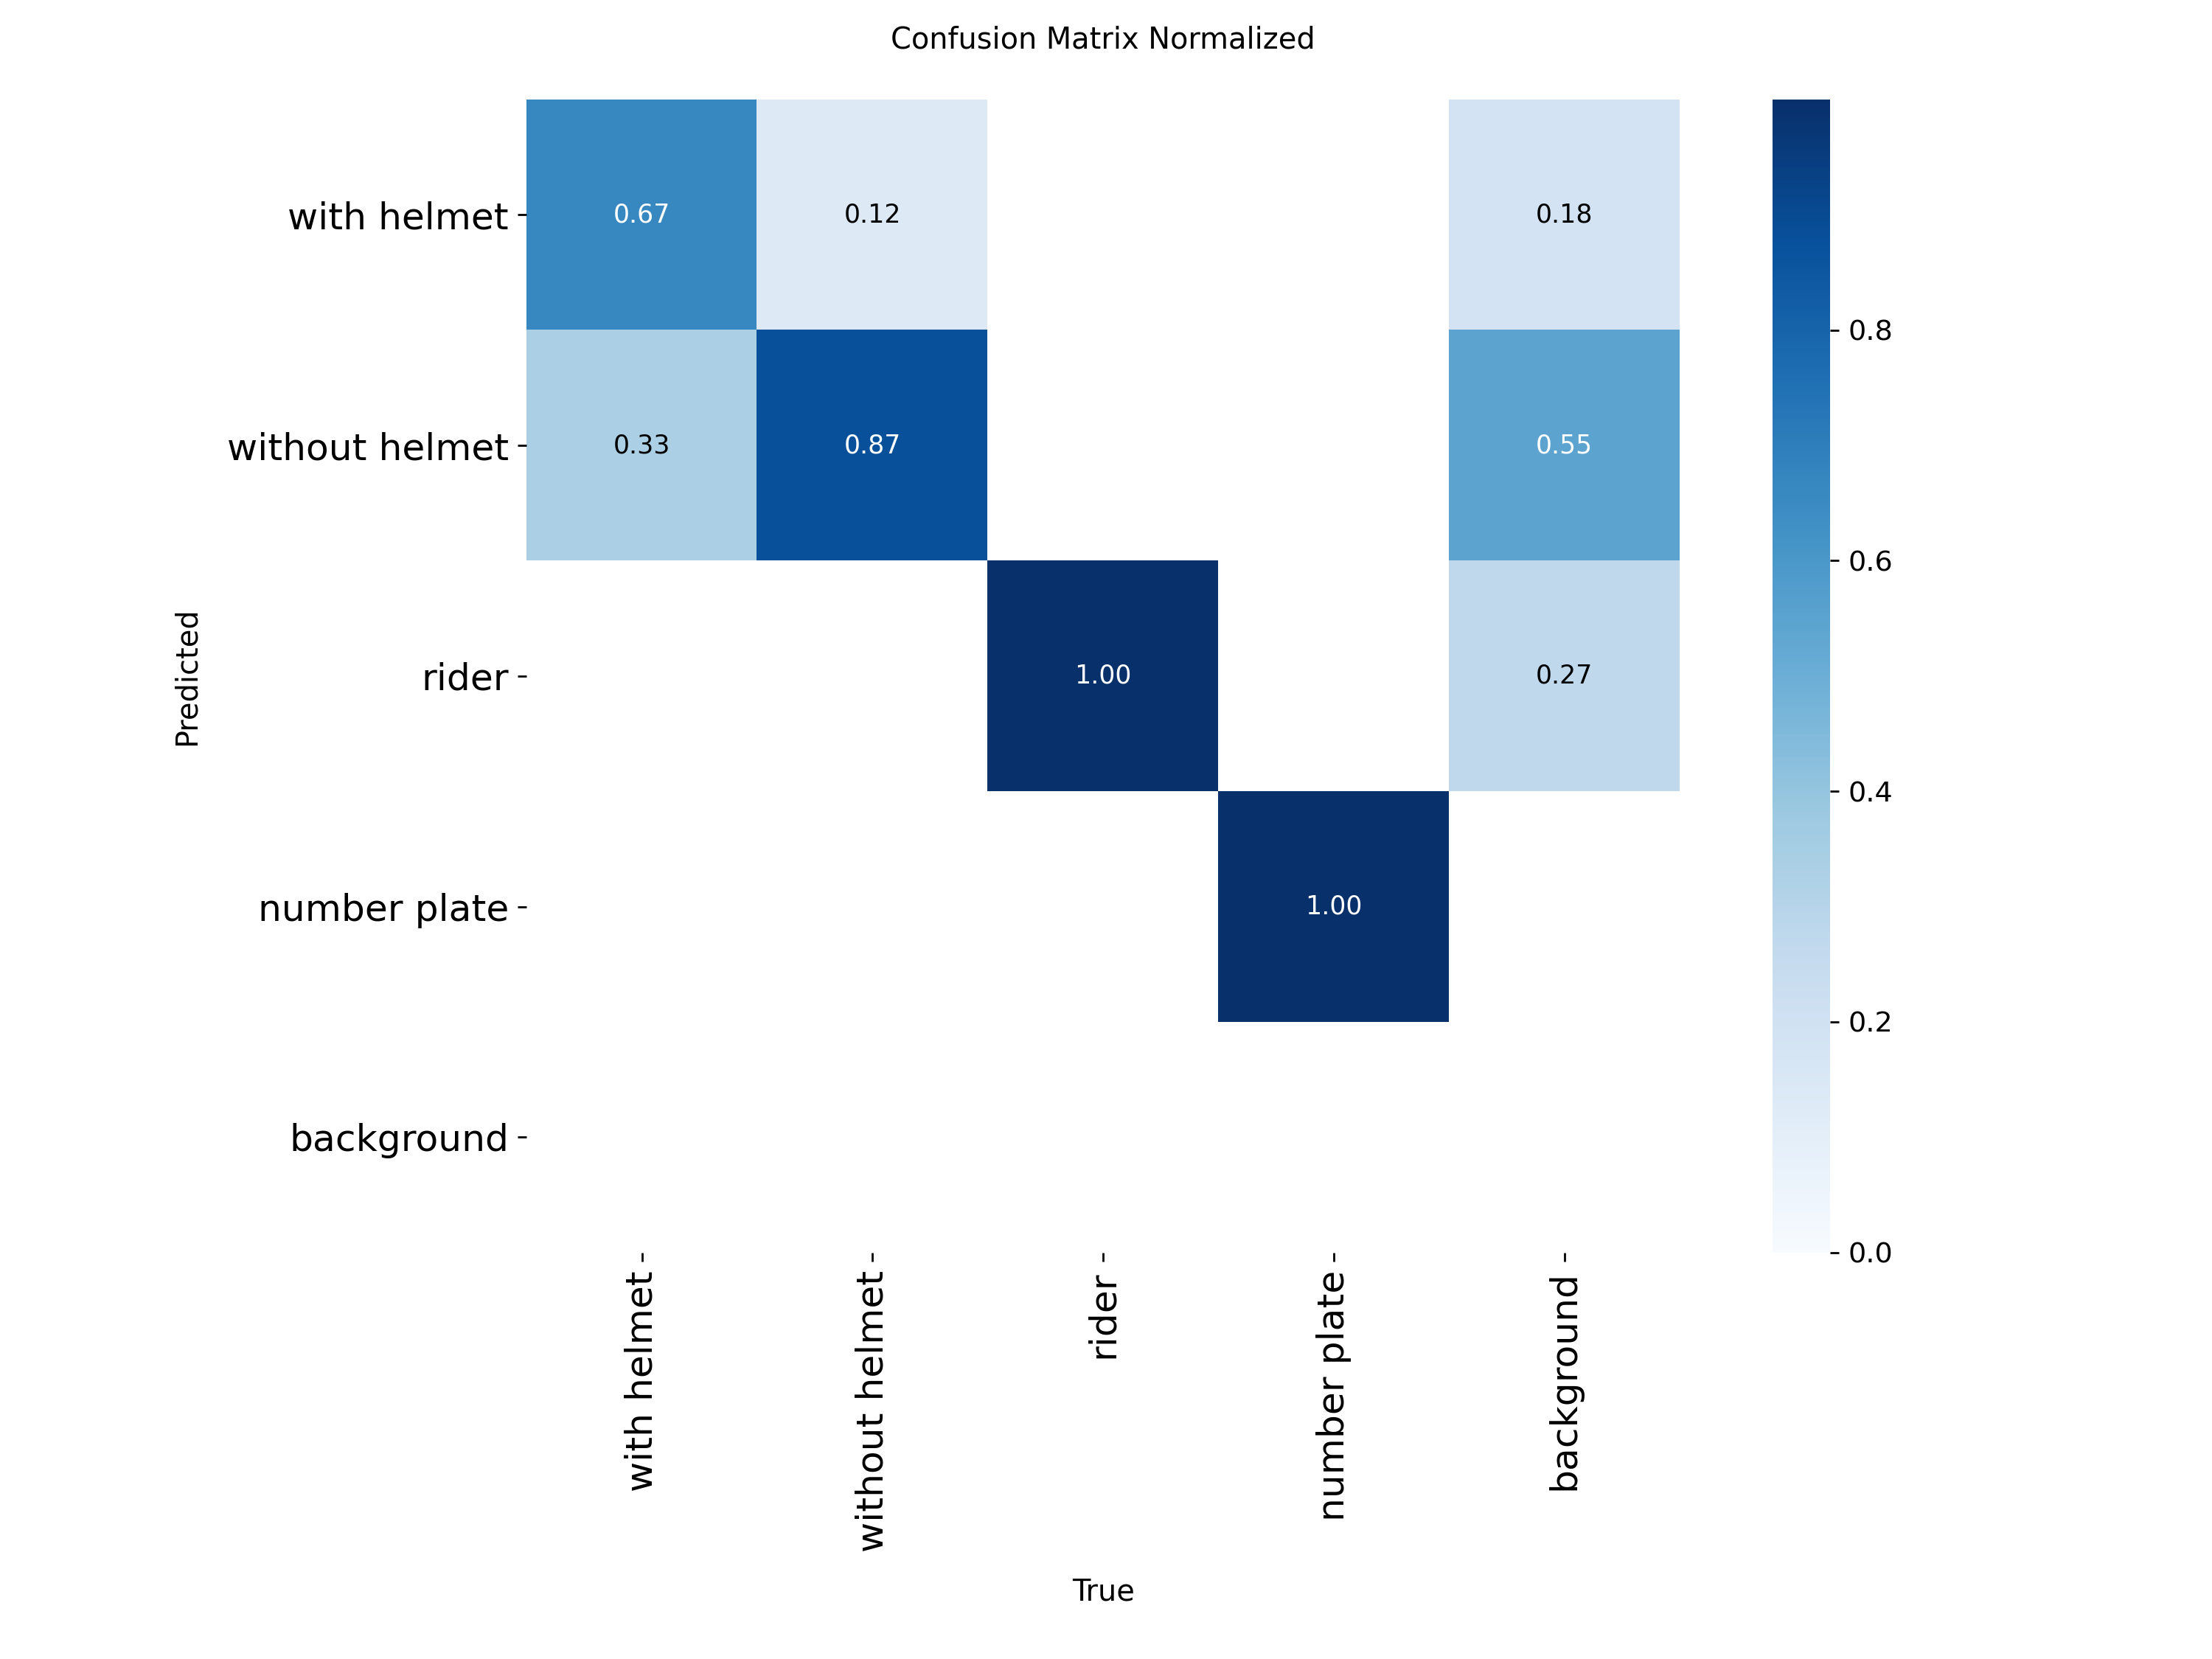 Confusion Matrix Normalized
with helmet
0.67
0.12
0.18
without helmet
0.33
0.87
0.55
rider
1.00
0.27
number plate
1.00
background
Predicted
with helmet
without helmet
rider
number plate
background
True
0.8
0.6
0.4
0.2
0.0